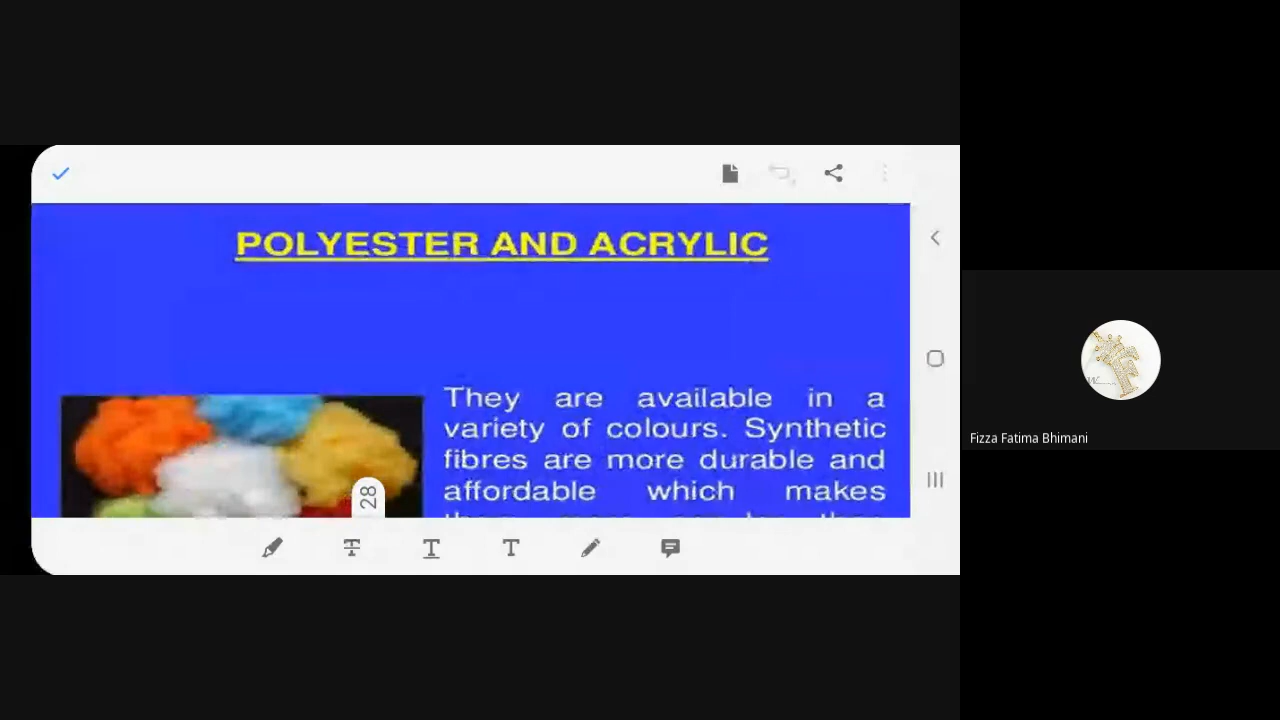 POLYESTER AND ACRYLIC
They are available in a
variety of colours. Synthetic
fibres are more durable and
affordable which makes
28
Fizza Fatima Bhimani